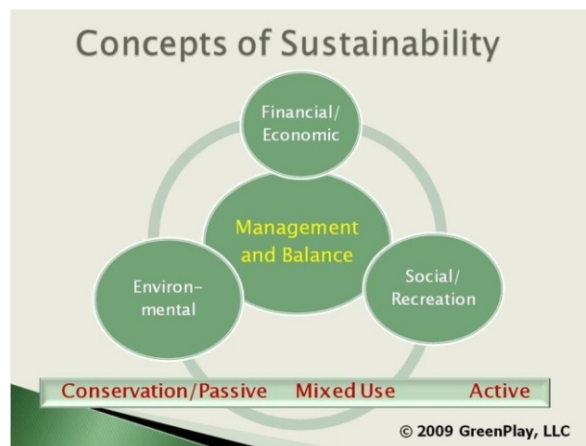 Concepts of Sustainability
Financial/
Economic
Management
and Balance
Environ-
mental
Social/
Recreation
Conservation/Passive Mixed Use Active
© 2009 GreenPlay, LLC